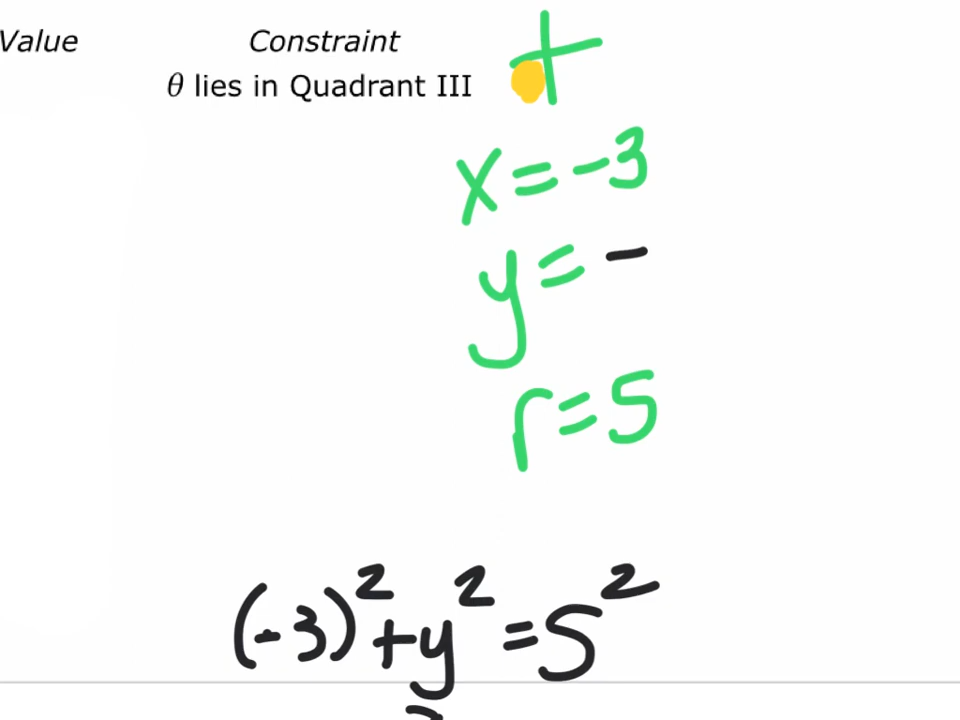 Value Constraint
θ lies in Quadrant III
x = -3
y = -
r = 5
(-3)² + y² = 5²